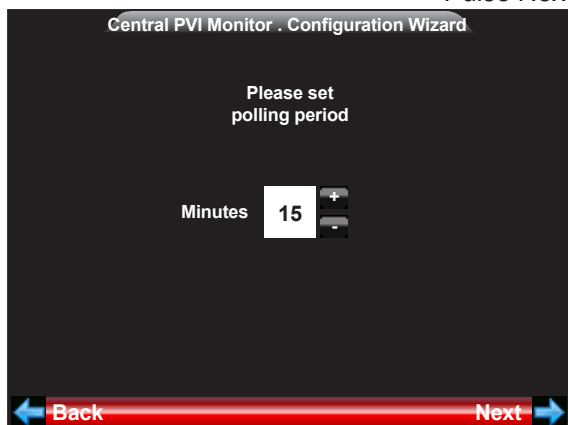 Central PVI Monitor . Configuration Wizard
Please set
polling period
Minutes 15 + -
Back Next